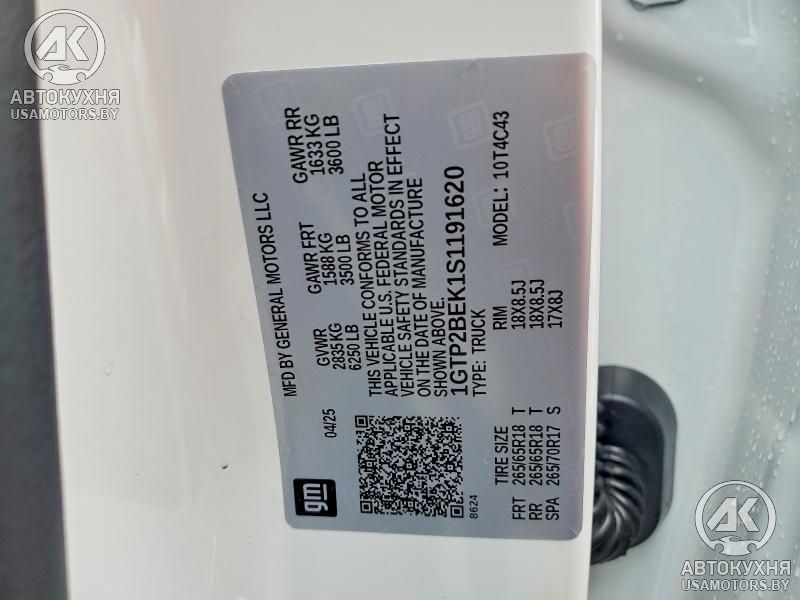 AK
АВТОКУХНЯ
USAMOTORS.BY
MFD BY GENERAL MOTORS LLC
04/25
GVWR
2835 KG
6250 LB
GAWR FRT
1588 KG
3500 LB
GAWR RR
1633 KG
3600 LB
THIS VEHICLE CONFORMS TO ALL
APPLICABLE U.S. FEDERAL MOTOR
VEHICLE SAFETY STANDARDS IN EFFECT
ON THE DATE OF MANUFACTURE
SHOWN ABOVE.
1GTP2BEK1S1191620
TYPE: TRUCK
MODEL: 10T4C43
gm
8624
TIRE SIZE RIM
FRT 265/65R18 T 18X8.5J
RR 265/65R18 T 18X8.5J
SPA 265/70R17 S 17X8J
AK
АВТОКУХНЯ
USAMOTORS.BY